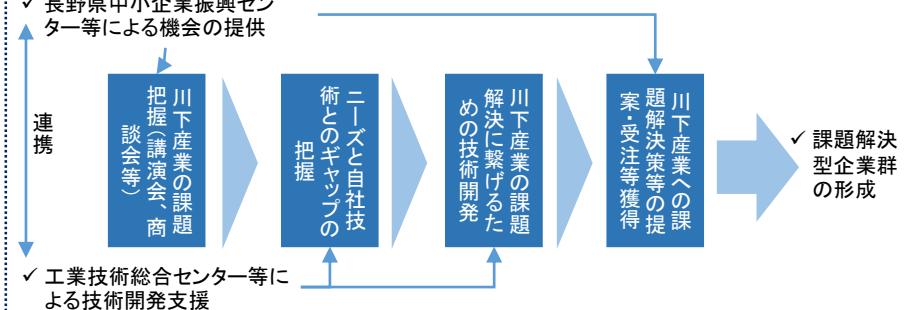 ✓ 長野県中小企業振興セン
ター等による機会の提供
連携
川下産業の課題
把握(講演会、商
談会等)
ニーズと自社技
術とのギャップの
把握
川下産業の課題
解決に繋げるた
めの技術開発
川下産業への課
題解決策等の提
案・受注等獲得
✓ 課題解決
型企業群
の形成
✓ 工業技術総合センター等に
よる技術開発支援